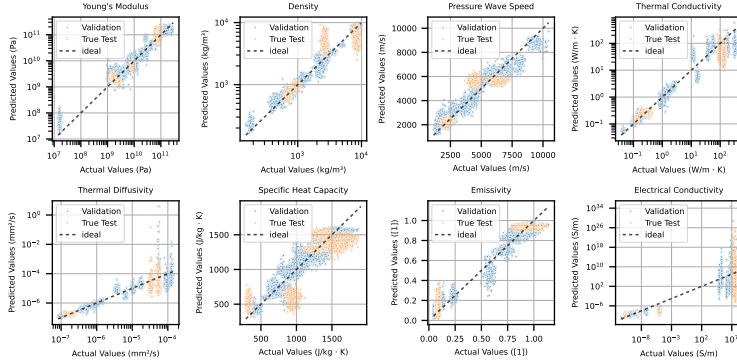 Young's Modulus
Density
Pressure Wave Speed
Thermal Conductivity
Predicted Values (Pa)
10¹¹
10¹⁰
10⁹
10⁸
10⁷
Validation
True Test
ideal
10⁷ 10⁸ 10⁹ 10¹⁰ 10¹¹
Actual Values (Pa)
Predicted Values (kg/m³)
10⁴
10³
Validation
True Test
ideal
10³ 10⁴
Actual Values (kg/m³)
Predicted Values (m/s)
10000
8000
6000
4000
2000
Validation
True Test
ideal
2500 5000 7500 10000
Actual Values (m/s)
Predicted Values (W/m · K)
10²
10¹
10⁰
10⁻¹
Validation
True Test
ideal
10⁻¹ 10⁰ 10¹ 10²
Actual Values (W/m · K)
Thermal Diffusivity
Specific Heat Capacity
Emissivity
Electrical Conductivity
Predicted Values (mm²/s)
10⁰
10⁻²
10⁻⁴
10⁻⁶
Validation
True Test
ideal
10⁻⁷ 10⁻⁶ 10⁻⁵ 10⁻⁴
Actual Values (mm²/s)
Predicted Values (J/kg · K)
1500
1000
500
Validation
True Test
ideal
500 1000 1500
Actual Values (J/kg · K)
Predicted Values ([1])
1.0
0.8
0.6
0.4
0.2
0.0
Validation
True Test
ideal
0.00 0.25 0.50 0.75 1.00
Actual Values ([1])
Predicted Values (S/m)
10³⁴
10²⁶
10¹⁸
10¹⁰
10²
10⁻⁶
Validation
True Test
ideal
10⁻⁸ 10⁻³ 10² 10⁷
Actual Values (S/m)